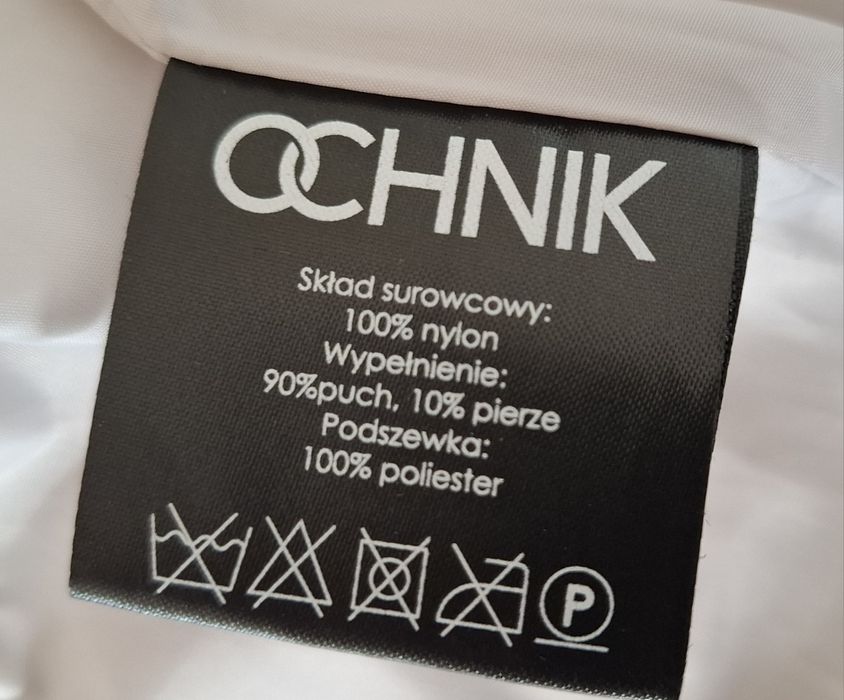 OCHNIK
Skład surowcowy:
100% nylon
Wypełnienie:
90%puch, 10% pierze
Podszewka:
100% poliester
P